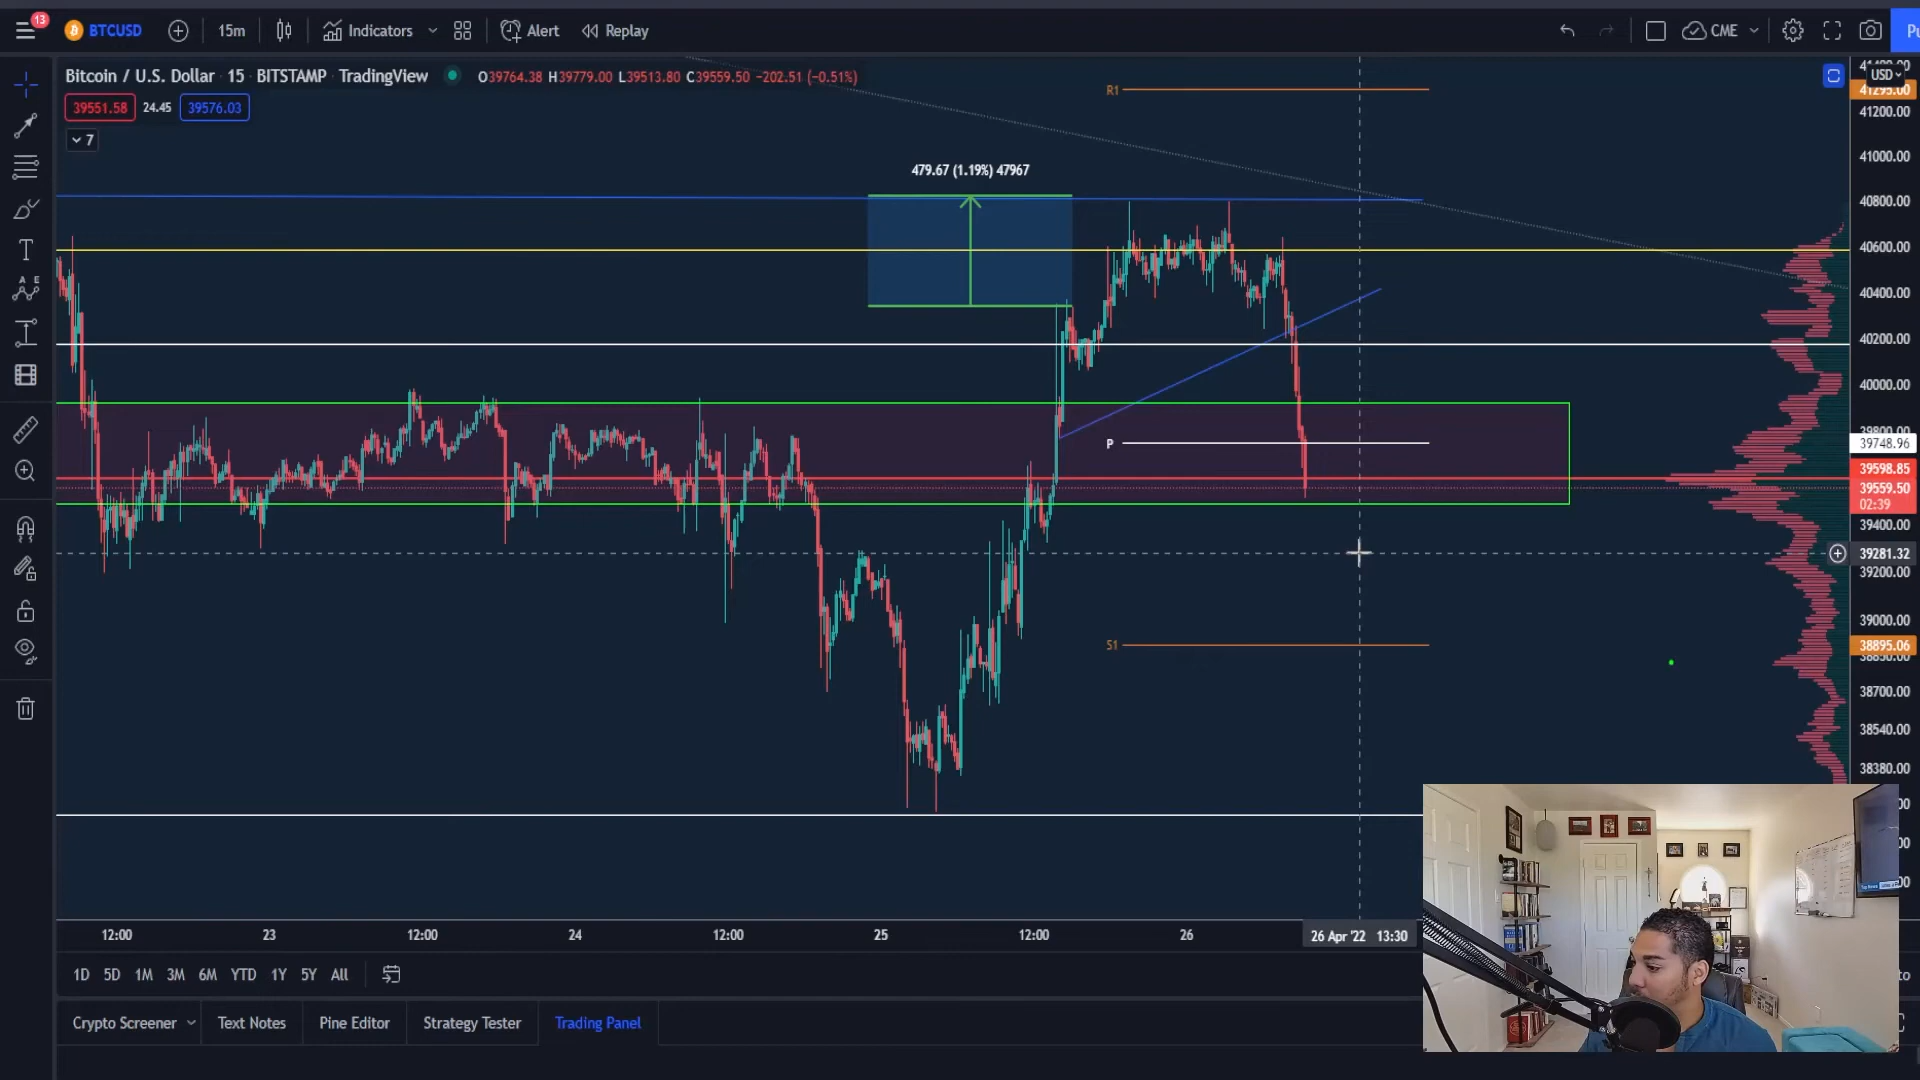 13
BTCUSD
15m
Indicators
Alert
Replay
CME
Pu
Bitcoin / U.S. Dollar 15 BITSTAMP TradingView O39764.38 H39779.00 L39513.80 C39559.50 -202.51 (-0.51%)
39551.58 24.45 39576.03
7
USD
R1
41295.00
41200.00
41000.00
479.67 (1.19%) 47967
40800.00
40600.00
40400.00
40200.00
40000.00
P
39748.96
39598.85
39559.50
02:39
39400.00
39281.32
39200.00
39000.00
S1
38895.06
38700.00
38540.00
38380.00
12:00 23 12:00 24 12:00 25 12:00 26 26 Apr '22 13:30
1D 5D 1M 3M 6M YTD 1Y 5Y All
Crypto Screener Text Notes Pine Editor Strategy Tester Trading Panel